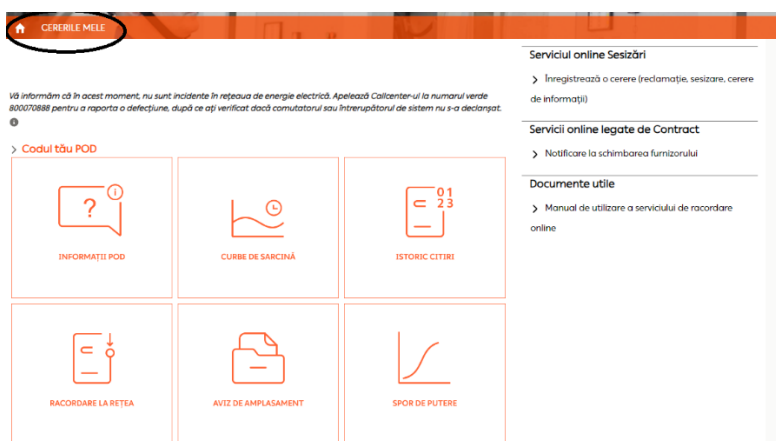 CERERILE MELE
Vă informăm că în acest moment, nu sunt incidente în rețeaua de energie electrică. Apelează Callcenter-ul la numarul verde
800070888 pentru a raporta o defecțiune, după ce ați verificat dacă comutatorul sau întrerupătorul de sistem nu s-a declanșat.
Codul tău POD
?
i
INFORMAȚII POD
CURBE DE SARCINĂ
01
23
ISTORIC CITIRI
RACORDARE LA REȚEA
AVIZ DE AMPLASAMENT
SPOR DE PUTERE
Serviciul online Sesizări
Înregistrează o cerere (reclamație, sesizare, cerere
de informații)
Servicii online legate de Contract
Notificare la schimbarea furnizorului
Documente utile
Manual de utilizare a serviciului de racordare
online